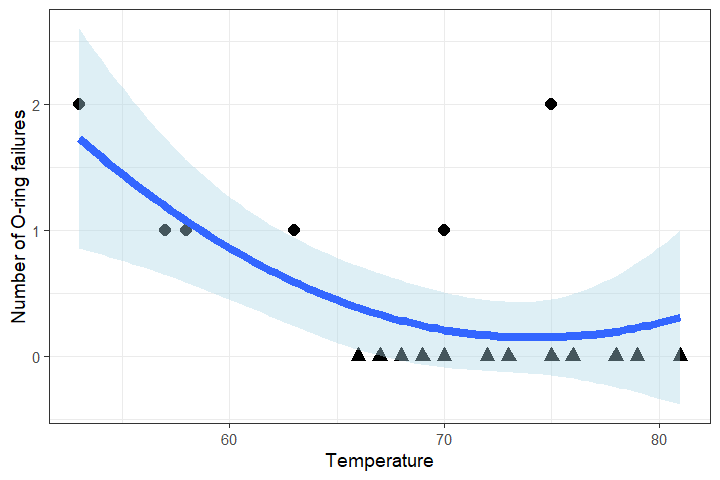 Number of O-ring failures
2
1
0
60 70 80
Temperature